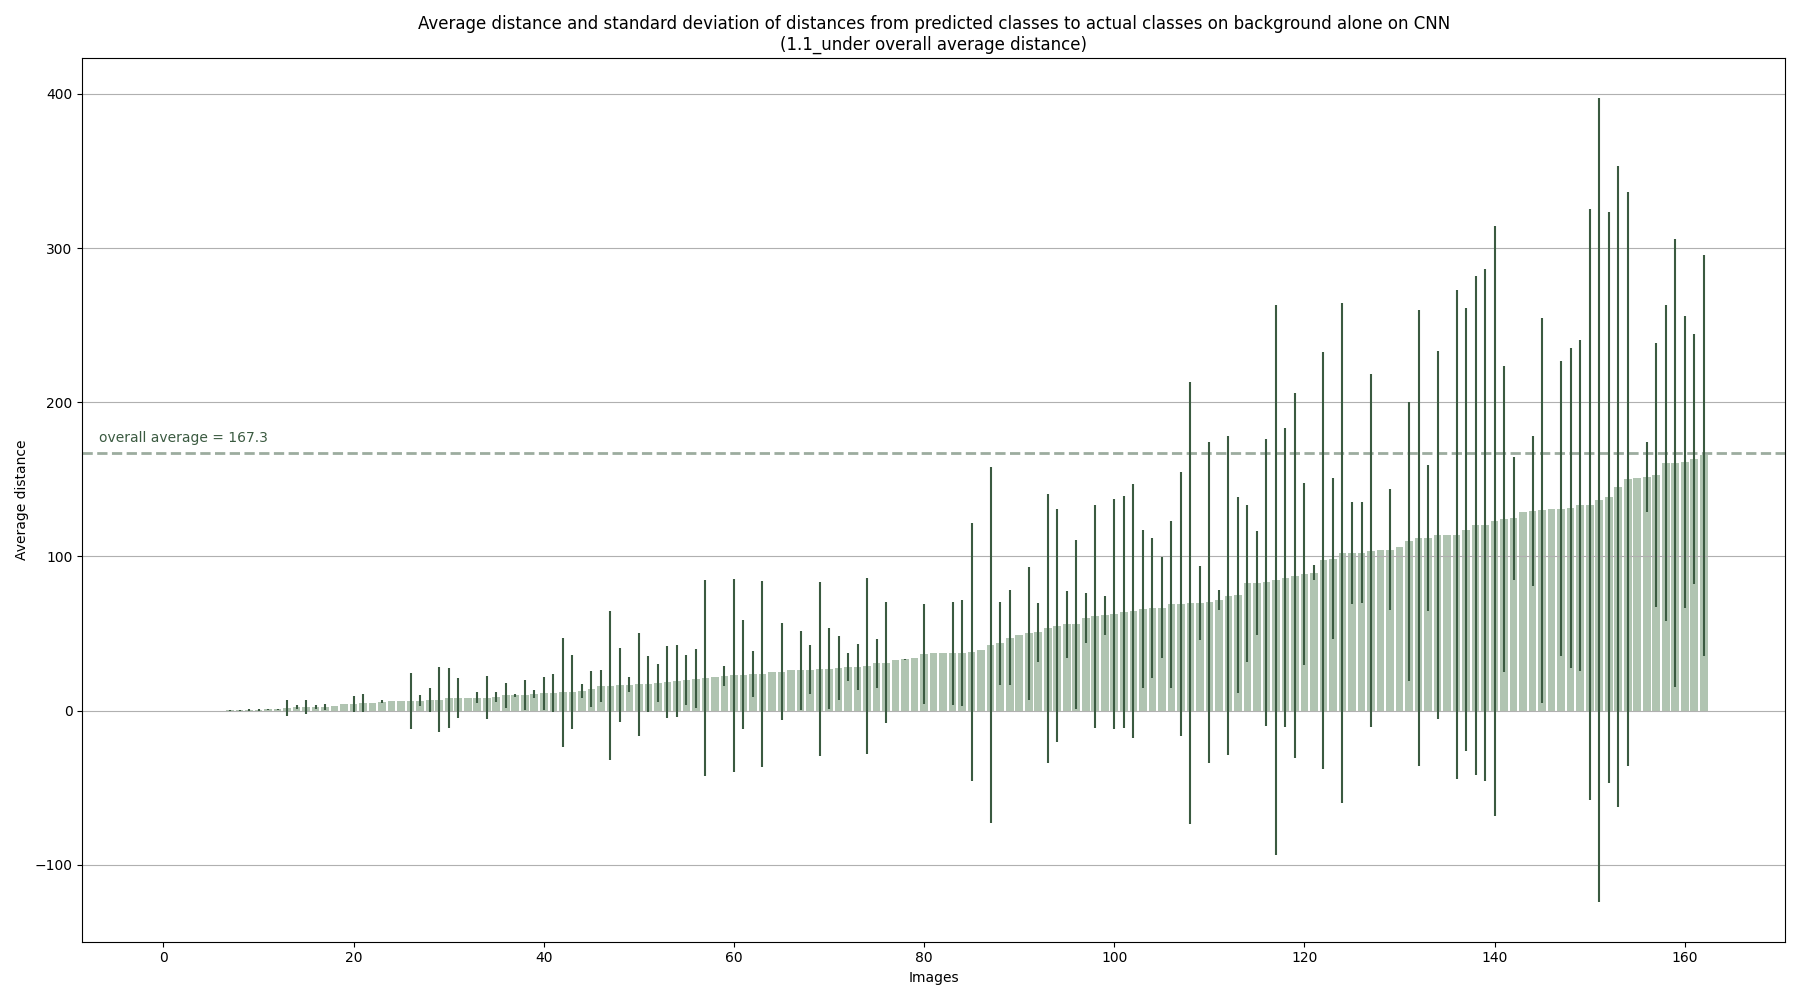 Average distance and standard deviation of distances from predicted classes to actual classes on background alone on CNN
(1.1_under overall average distance)
400
300
200
overall average = 167.3
100
0
−100
Average distance
0 20 40 60 80 100 120 140 160
Images